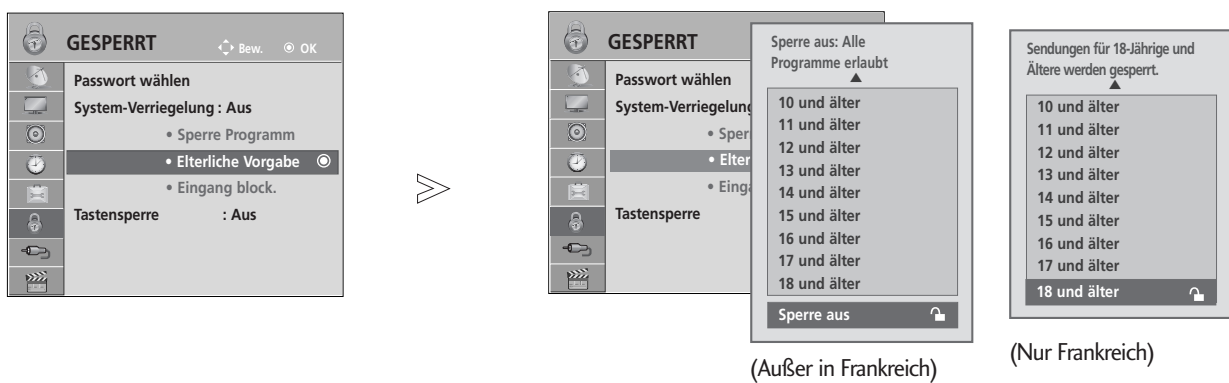 GESPERRT
Bew. OK
Passwort wählen
System-Verriegelung : Aus
• Sperre Programm
• Elterliche Vorgabe
• Eingang block.
Tastensperre : Aus
GESPERRT
Passwort wählen
System-Verriegelung
• Sper
• Elter
• Einga
Tastensperre
Sperre aus: Alle
Programme erlaubt
10 und älter
11 und älter
12 und älter
13 und älter
14 und älter
15 und älter
16 und älter
17 und älter
18 und älter
Sperre aus
(Außer in Frankreich)
Sendungen für 18-Jährige und
Ältere werden gesperrt.
10 und älter
11 und älter
12 und älter
13 und älter
14 und älter
15 und älter
16 und älter
17 und älter
18 und älter
(Nur Frankreich)